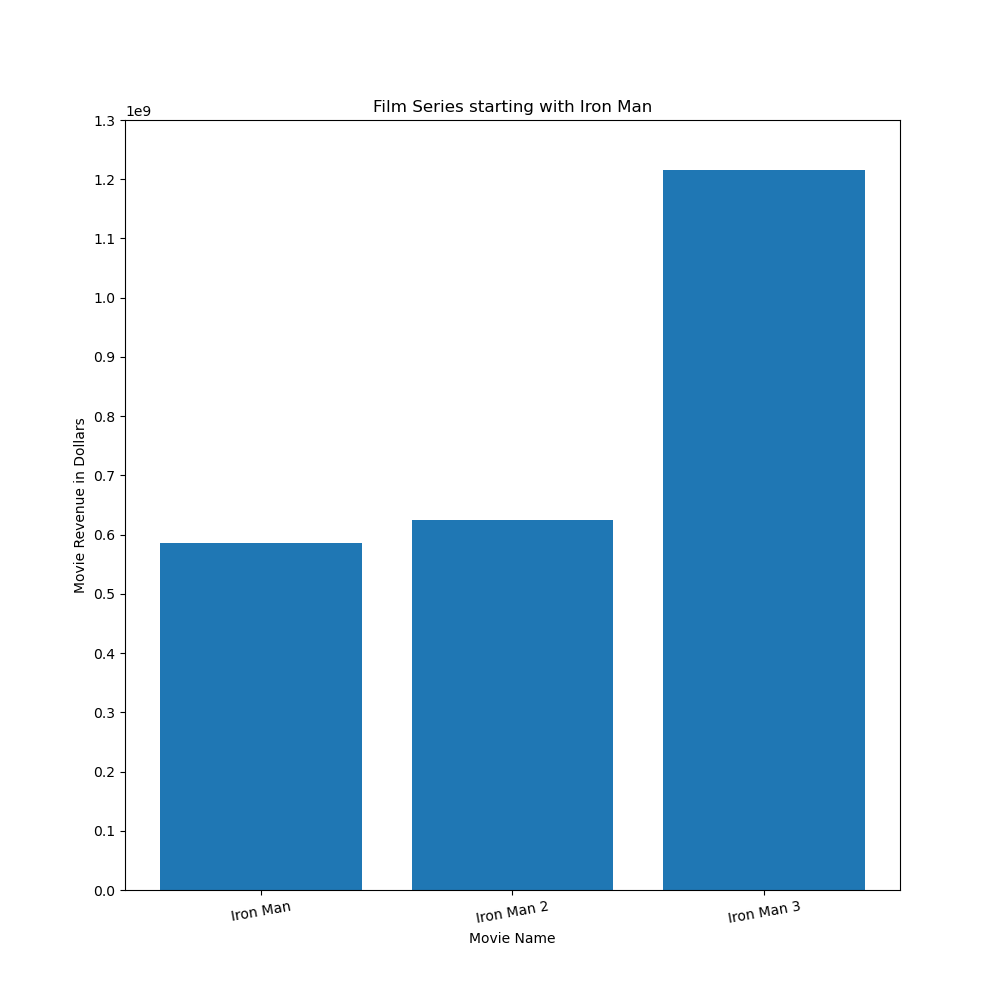 Film Series starting with Iron Man
1e9
1.3
1.2
1.1
1.0
0.9
0.8
0.7
0.6
0.5
0.4
0.3
0.2
0.1
0.0
Movie Revenue in Dollars
Iron Man
Iron Man 2
Iron Man 3
Movie Name